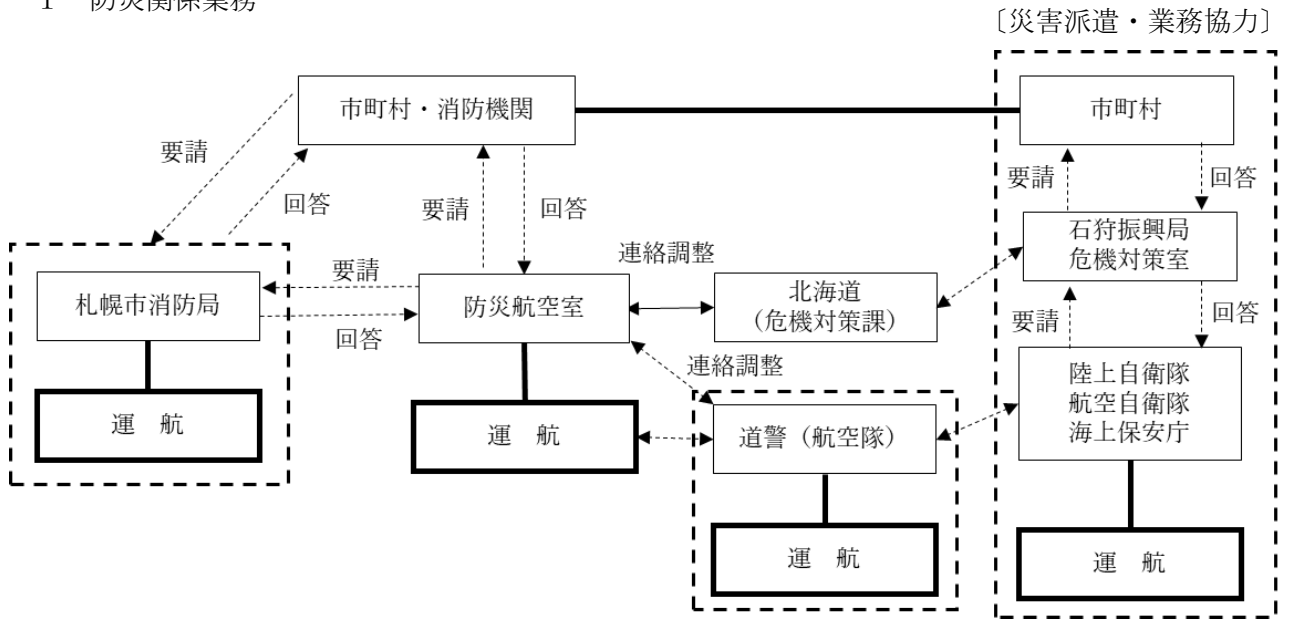 1　防災関係業務
〔災害派遣・業務協力〕
市町村・消防機関
市町村
要請
回答
要請
回答
要請
回答
石狩振興局
危機対策室
札幌市消防局
要請
回答
防災航空室
連絡調整
北海道
（危機対策課）
要請
回答
連絡調整
陸上自衛隊
航空自衛隊
海上保安庁
道警（航空隊）
運　航
運　航
運　航
運　航